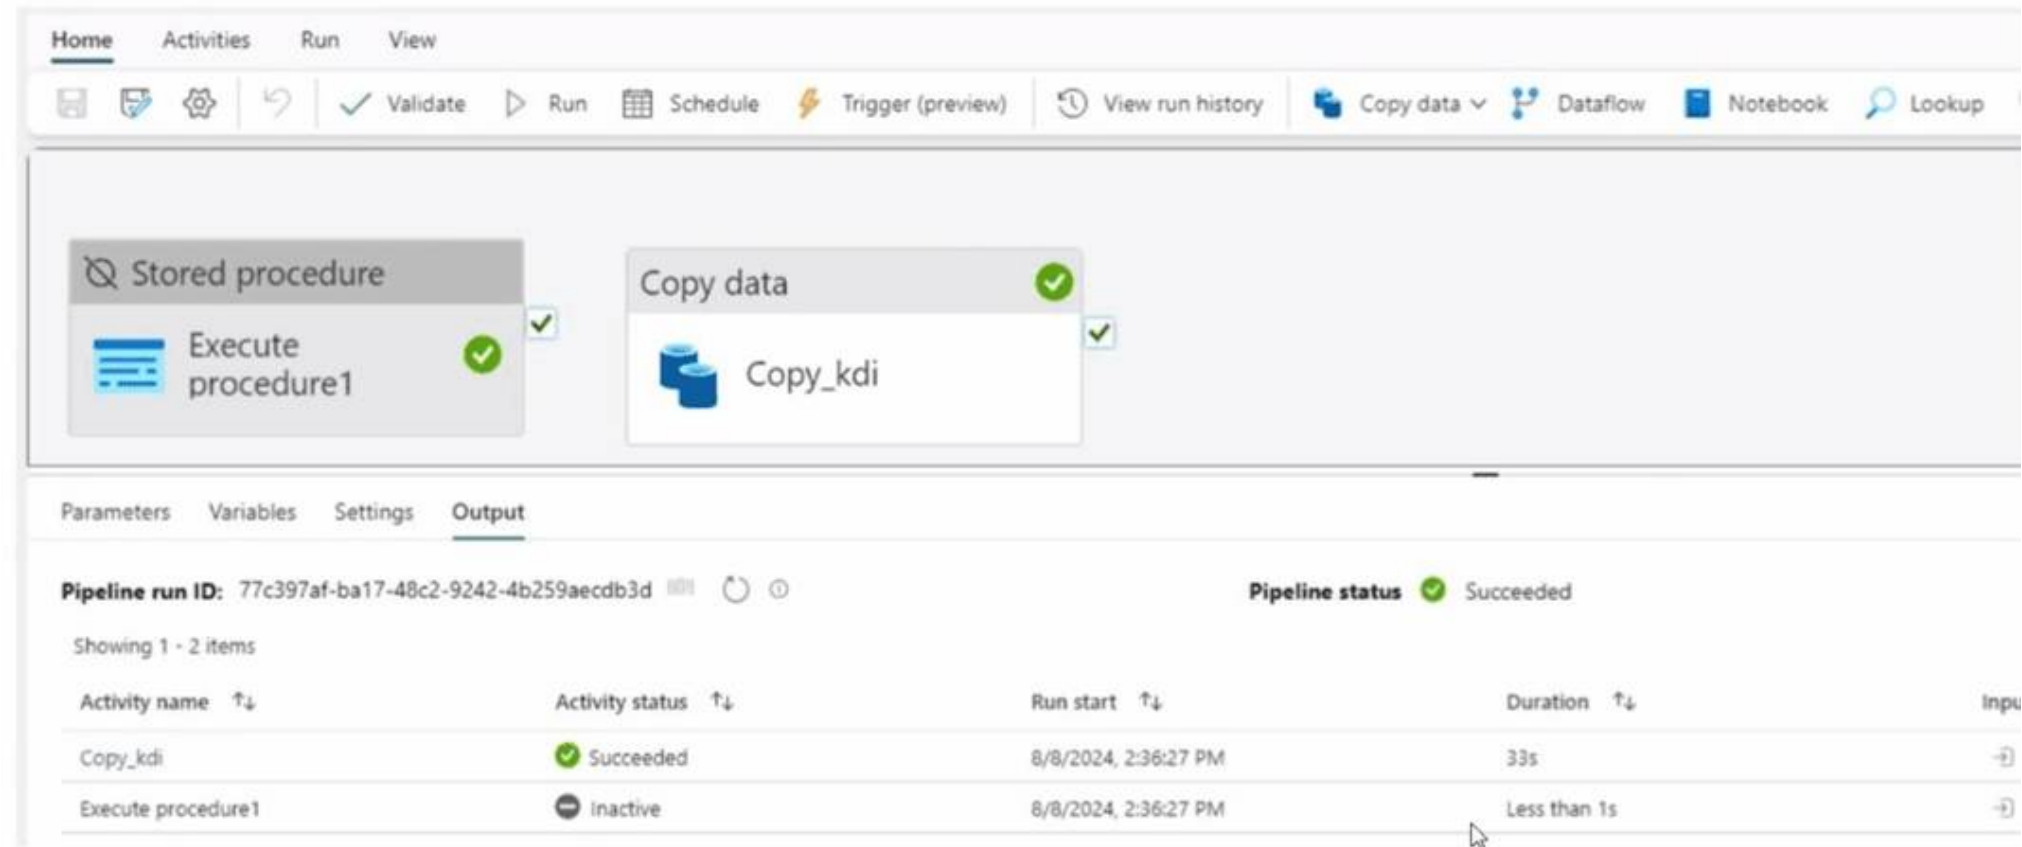 Home Activities Run View
Validate Run Schedule Trigger (preview) View run history Copy data Dataflow Notebook Lookup
Stored procedure
Execute
procedure1
Copy data
Copy_kdi
Parameters Variables Settings Output
Pipeline run ID: 77c397af-ba17-48c2-9242-4b259aecdb3d
Pipeline status Succeeded
Showing 1 - 2 items
Activity name Activity status Run start Duration Inpu
Copy_kdi Succeeded 8/8/2024, 2:36:27 PM 33s
Execute procedure1 Inactive 8/8/2024, 2:36:27 PM Less than 1s